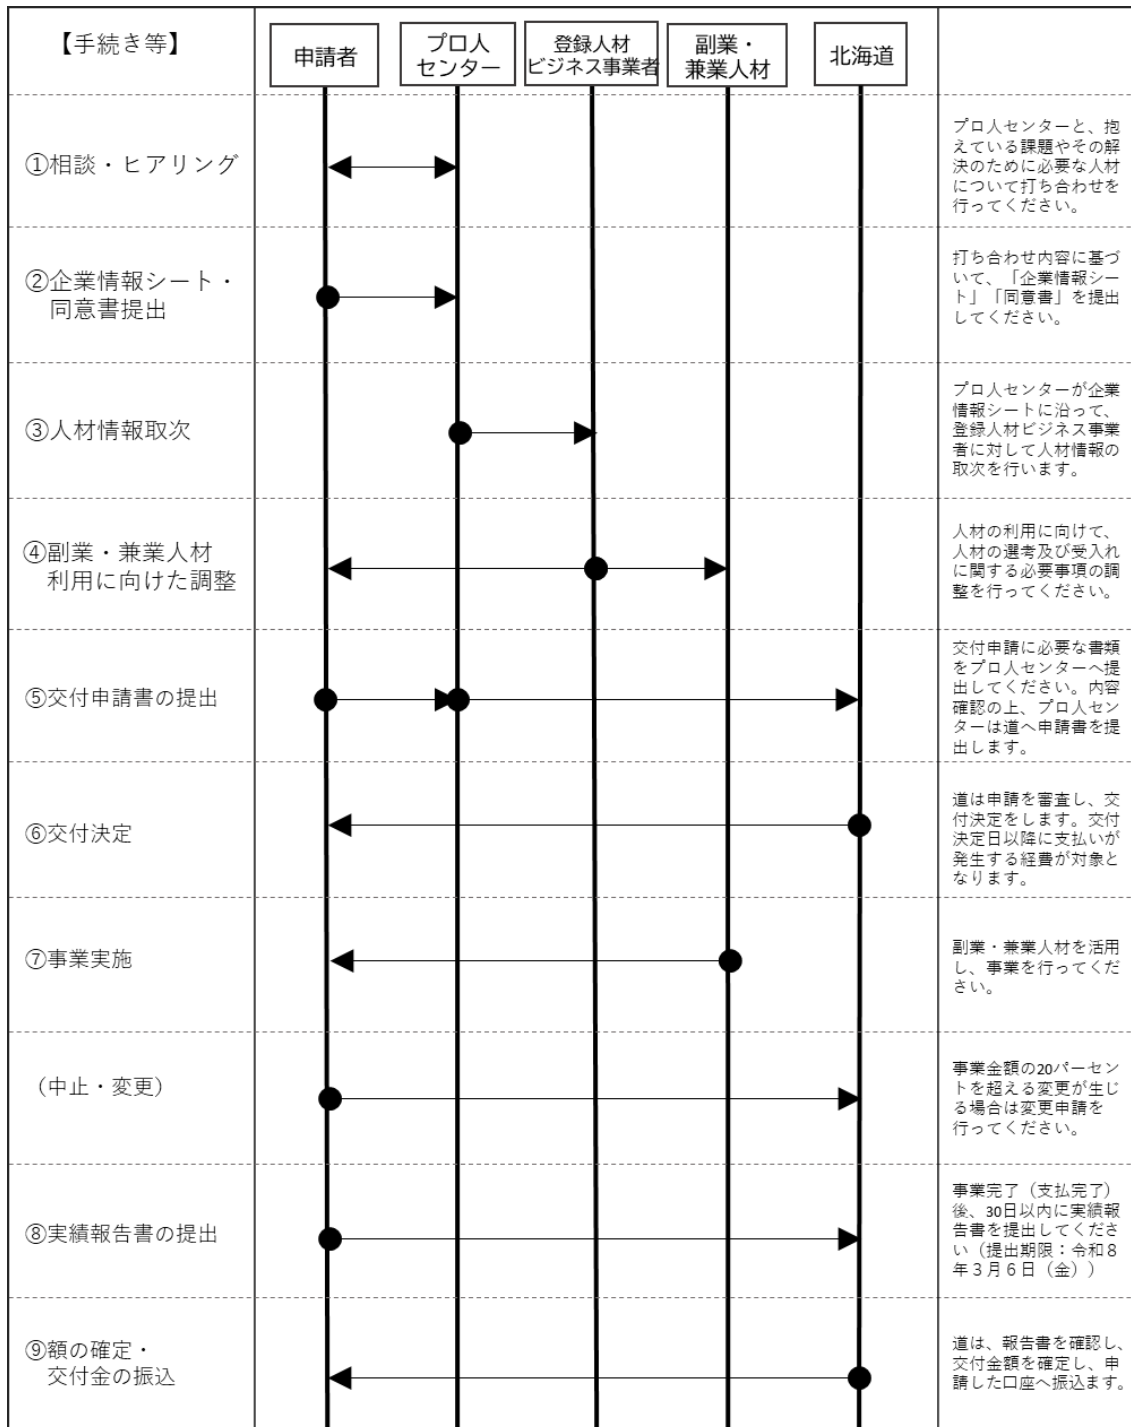 【手続き等】
申請者
プロ人
センター
登録人材
ビジネス事業者
副業・
兼業人材
北海道
①相談・ヒアリング
プロ人センターと、抱
えている課題やその解
決のために必要な人材
について打ち合わせを
行ってください。
②企業情報シート・
同意書提出
打ち合わせ内容に基づ
いて、「企業情報シー
ト」「同意書」を提出
してください。
③人材情報取次
プロ人センターが企業
情報シートに沿って、
登録人材ビジネス事業
者に対して人材情報の
取次を行います。
④副業・兼業人材
利用に向けた調整
人材の利用に向けて、
人材の選考及び受入れ
に関する必要事項の調
整を行ってください。
⑤交付申請書の提出
交付申請に必要な書類
をプロ人センターへ提
出してください。内容
確認の上、プロ人セン
ターは道へ申請書を提
出します。
⑥交付決定
道は申請を審査し、交
付決定をします。交付
決定日以降に支払いが
発生する経費が対象と
なります。
⑦事業実施
副業・兼業人材を活用
し、事業を行ってくだ
さい。
（中止・変更）
事業金額の20パーセン
トを超える変更が生じ
る場合は変更申請を
行ってください。
⑧実績報告書の提出
事業完了（支払完了）
後、30日以内に実績報
告書を提出してくださ
い（提出期限：令和８
年３月６日（金））
⑨額の確定・
交付金の振込
道は、報告書を確認し、
交付金額を確定し、申
請した口座へ振込ます。